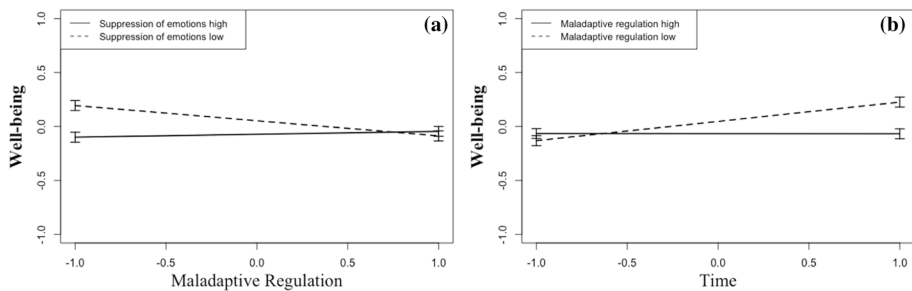 Suppression of emotions high
Suppression of emotions low
(a)
Well-being
1.0
0.5
0.0
-0.5
-1.0
-1.0 -0.5 0.0 0.5 1.0
Maladaptive Regulation
Maladaptive regulation high
Maladaptive regulation low
(b)
Well-being
1.0
0.5
0.0
-0.5
-1.0
-1.0 -0.5 0.0 0.5 1.0
Time